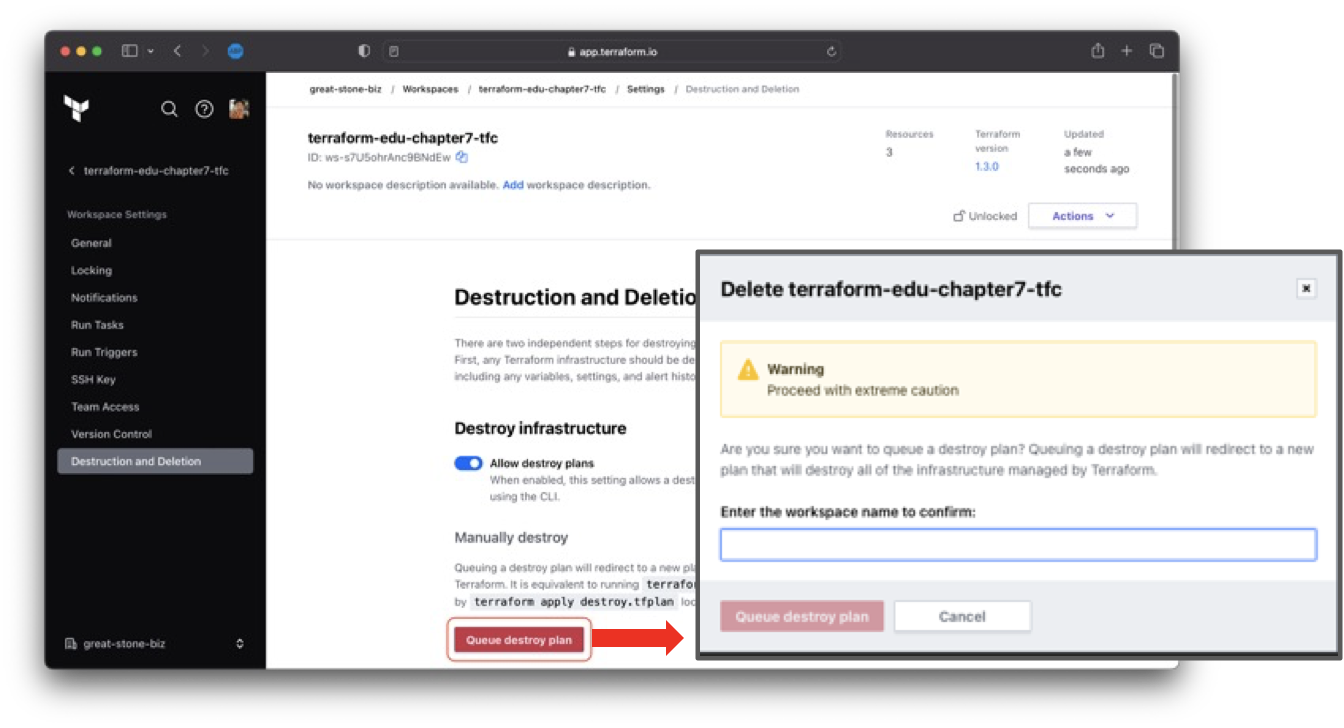 app.terraform.io
great-stone-biz / Workspaces / terraform-edu-chapter7-tfc / Settings / Destruction and Deletion
< terraform-edu-chapter7-tfc
Workspace Settings
General
Locking
Notifications
Run Tasks
Run Triggers
SSH Key
Team Access
Version Control
Destruction and Deletion
great-stone-biz
terraform-edu-chapter7-tfc
ID: ws-s7U5ohrAnc9BNdEw
No workspace description available. Add workspace description.
Resources
3
Terraform
version
1.3.0
Updated
a few
seconds ago
Unlocked
Actions
Destruction and Deletio
There are two independent steps for destroying
First, any Terraform infrastructure should be de
including any variables, settings, and alert histo
Destroy infrastructure
Allow destroy plans
When enabled, this setting allows a dest
using the CLI.
Manually destroy
Queuing a destroy plan will redirect to a new pla
Terraform. It is equivalent to running terrafor
by terraform apply destroy.tfplan loc
Queue destroy plan
Delete terraform-edu-chapter7-tfc
Warning
Proceed with extreme caution
Are you sure you want to queue a destroy plan? Queuing a destroy plan will redirect to a new
plan that will destroy all of the infrastructure managed by Terraform.
Enter the workspace name to confirm:
Queue destroy plan
Cancel